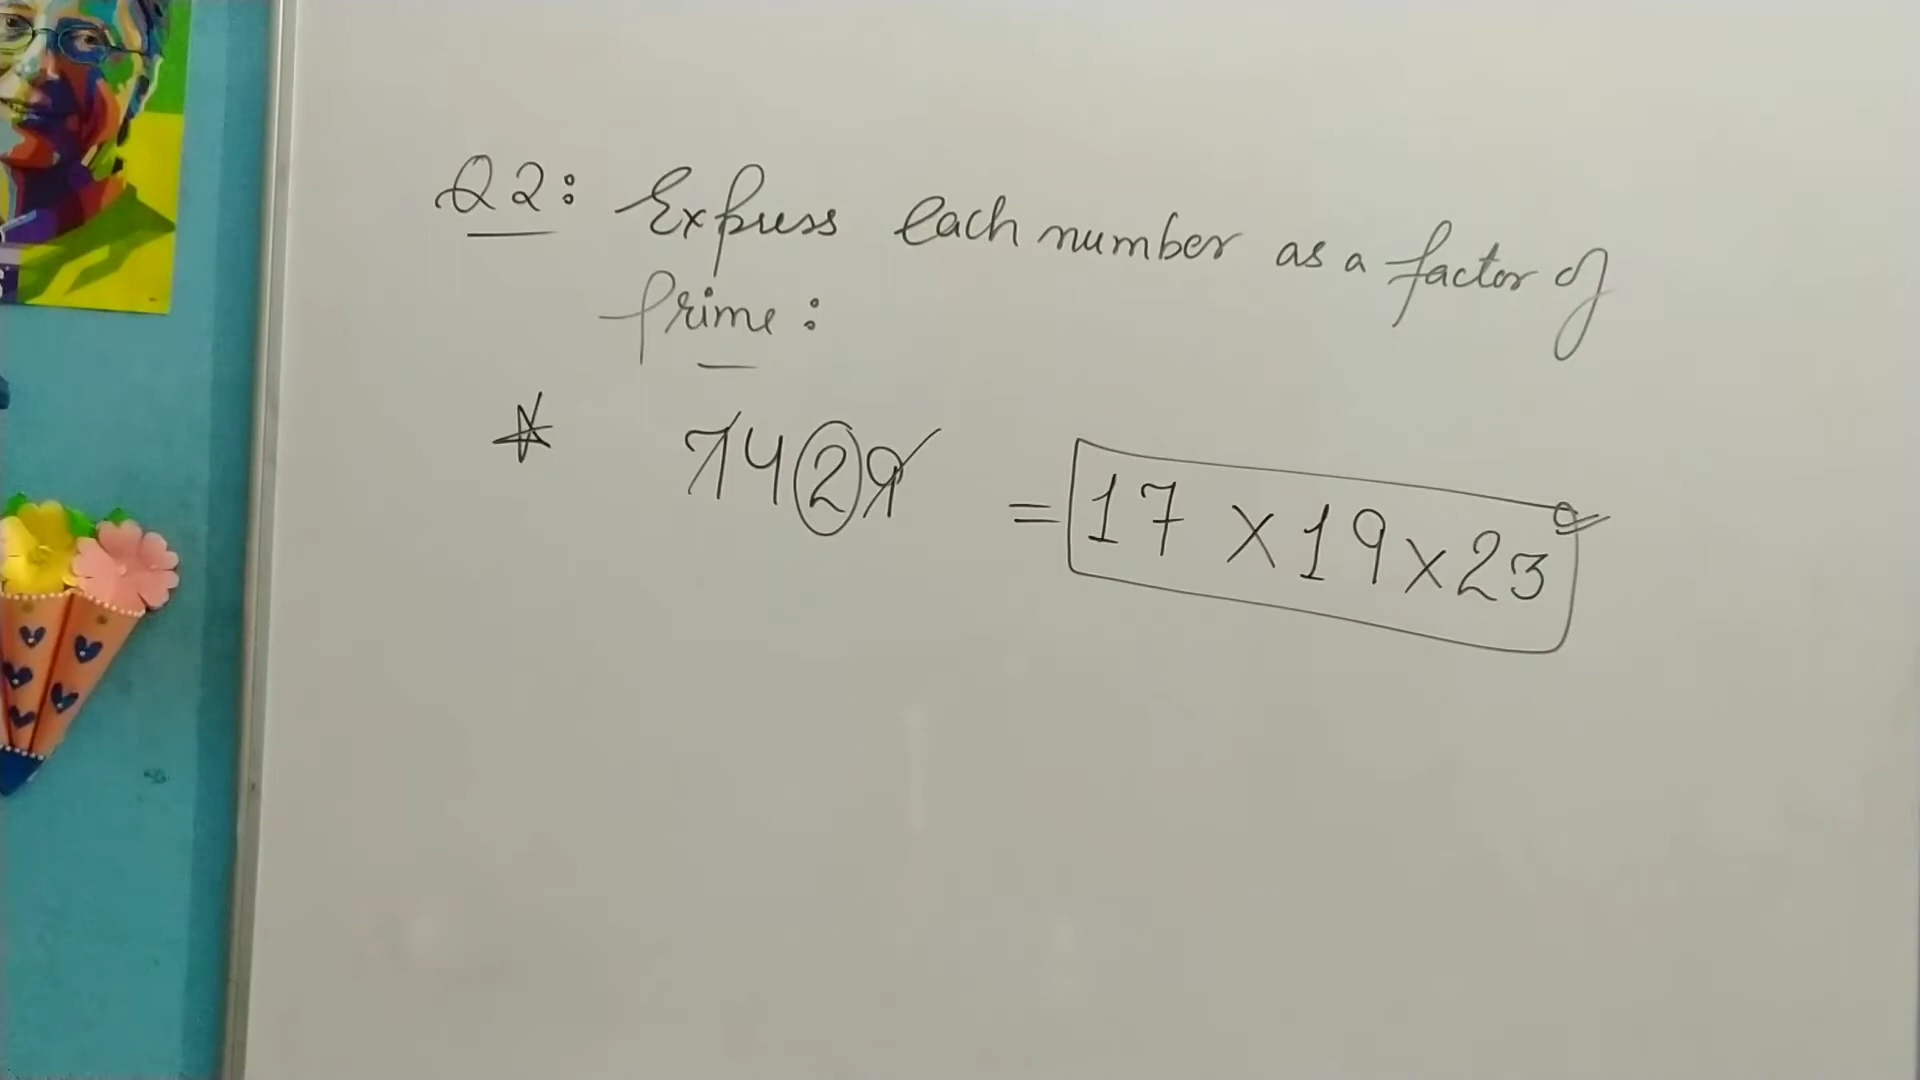 Q2: Express each number as a factor of
prime:
7429 = 17 × 19 × 23